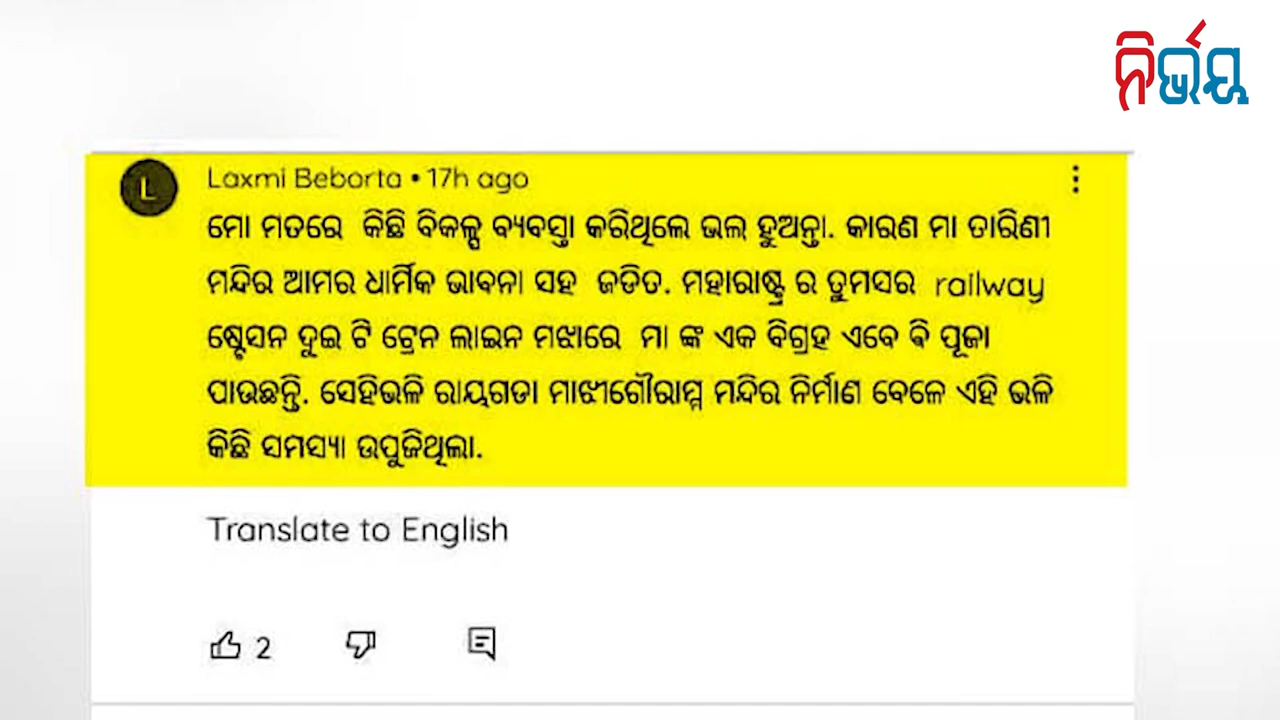 ନିର୍ଭୟ
Laxmi Beborta • 17h ago
ମୋ ମତରେ କିଛି ବିକଳ୍ପ ବ୍ୟବସ୍ତା କରିଥିଲେ ଭଲ ହୁଅନ୍ତା. କାରଣ ମା ତାରିଣୀ
ମନ୍ଦିର ଆମର ଧାର୍ମିକ ଭାବନା ସହ ଜଡିତ. ମହାରାଷ୍ଟ୍ର ର ତୁମସର railway
ଷ୍ଟେସନ ଦୁଇ ଟି ଟ୍ରେନ ଲାଇନ ମଝାରେ ମା ଙ୍କ ଏକ ବିଗ୍ରହ ଏବେ ବି ପୂଜା
ପାଉଛନ୍ତି. ସେହିଭଳି ରାୟଗଡା ମାଝୀଗୌରାମ୍ମ ମନ୍ଦିର ନିର୍ମାଣ ବେଳେ ଏହି ଭଳି
କିଛି ସମସ୍ୟା ଉପୁଜିଥିଲା.
Translate to English
2
L